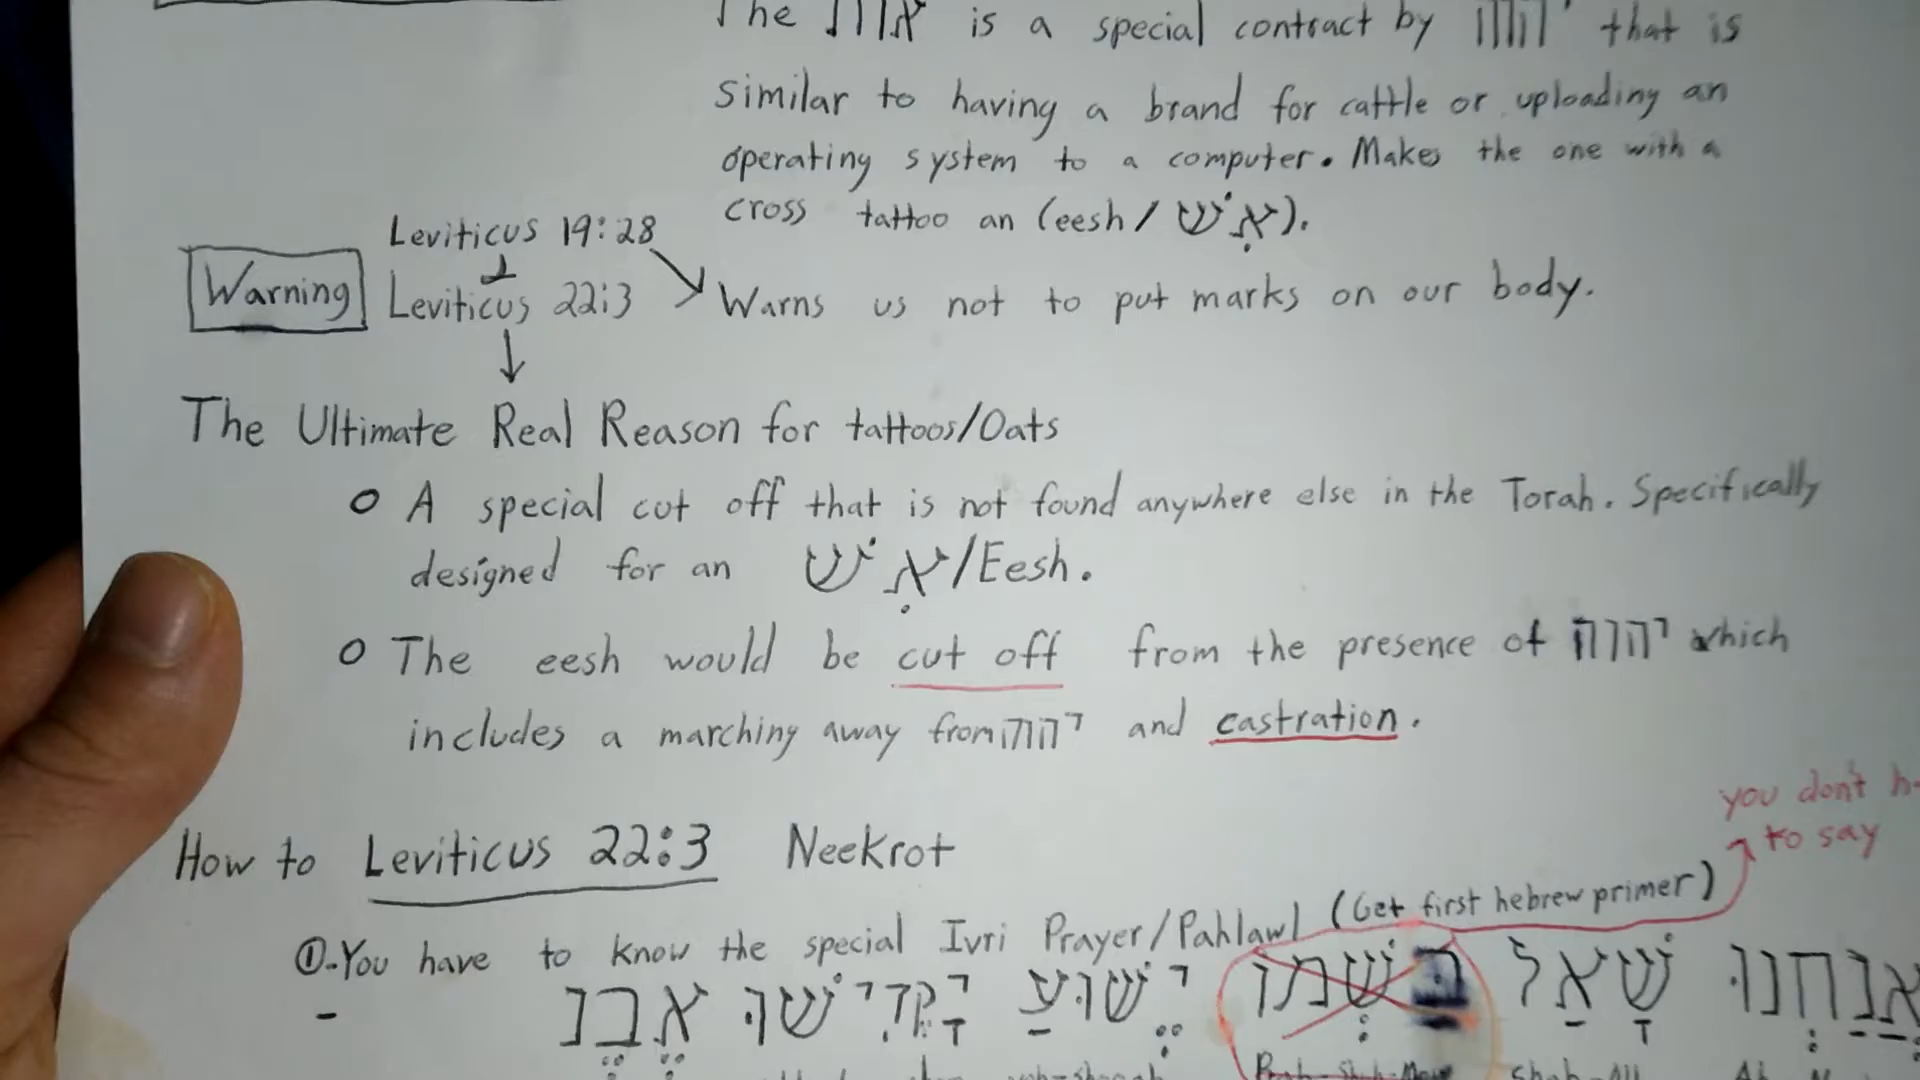 The אות is a special contract by יהוה that is
similar to having a brand for cattle or uploading an
operating system to a computer. Makes the one with a
cross tattoo an (eesh / אִישׁ).
Leviticus 19:28
Warning
Leviticus 22:3
Warns us not to put marks on our body.
The Ultimate Real Reason for tattoos/Oats
o A special cut off that is not found anywhere else in the Torah. Specifically
designed for an אִישׁ/Eesh.
o The eesh would be cut off from the presence of יהוה which
includes a marching away from יהוה and castration.
you don't h
to say
How to Leviticus 22:3 Neekrot
(Get first hebrew primer)
①-You have to know the special Ivri Prayer/Pahlawl
אֲנַחְנוּ שָׁאַל